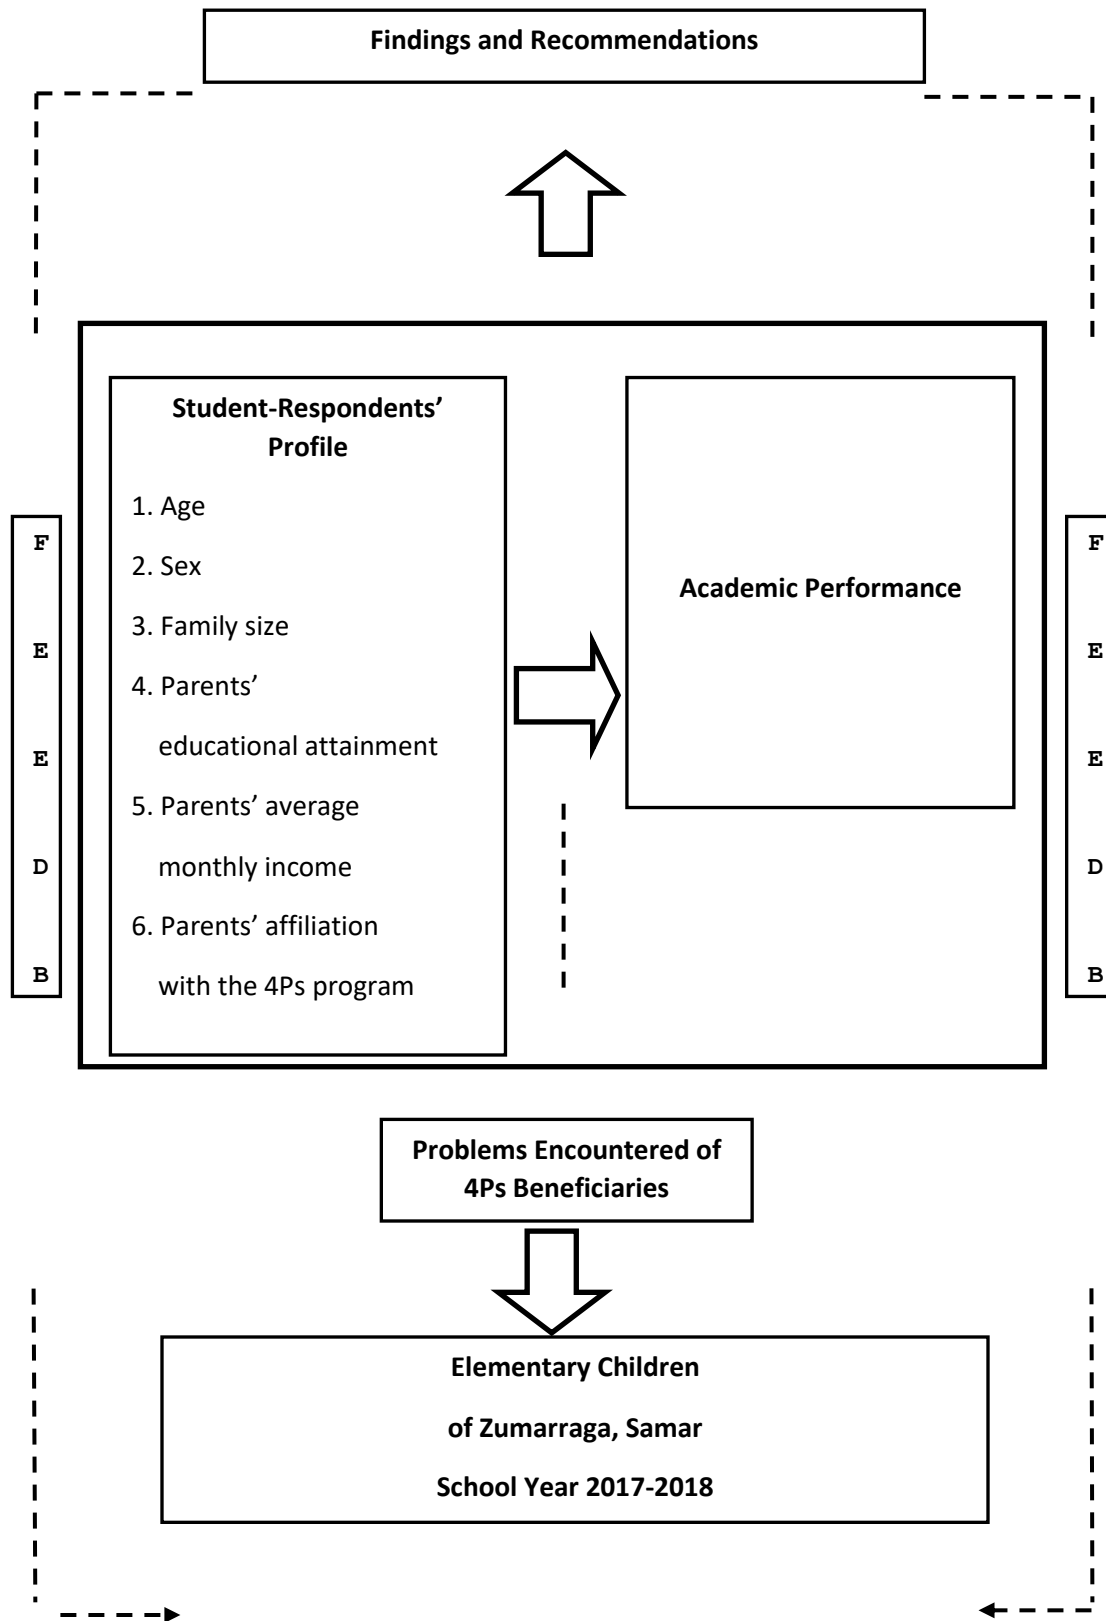 Findings and Recommendations
Student-Respondents’
Profile
1. Age
2. Sex
3. Family size
4. Parents’
educational attainment
5. Parents’ average
monthly income
6. Parents’ affiliation
with the 4Ps program
Academic Performance
F
E
E
D
B
F
E
E
D
B
Problems Encountered of
4Ps Beneficiaries
Elementary Children
of Zumarraga, Samar
School Year 2017-2018